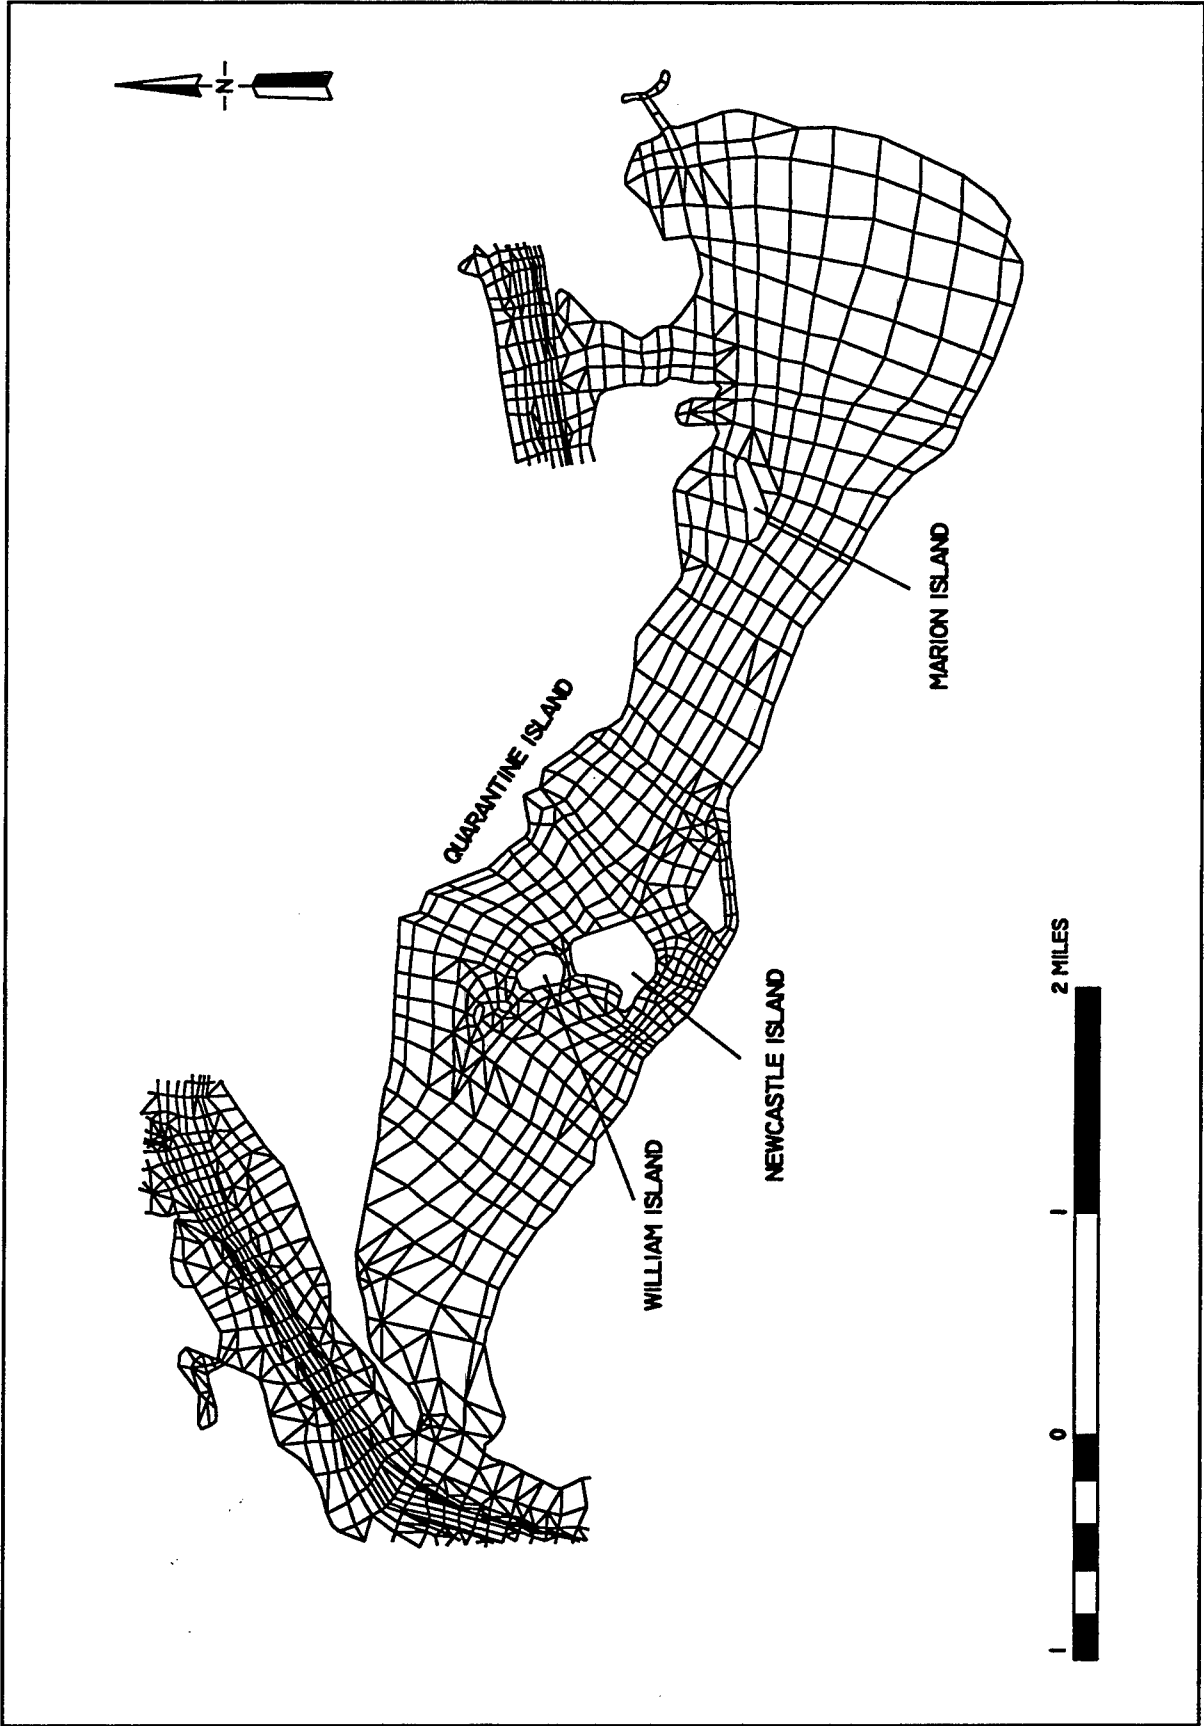 -N-
QUARANTINE ISLAND
MARION ISLAND
WILLIAM ISLAND
NEWCASTLE ISLAND
1 0 1 2 MILES